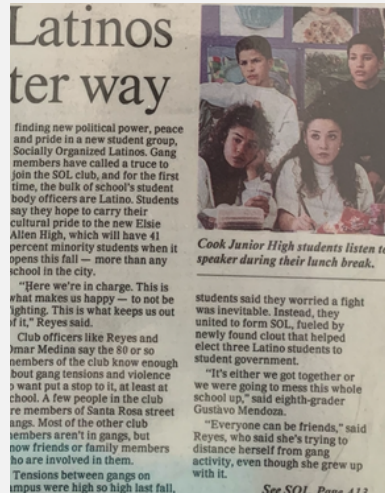 Latinos
ter way
finding new political power, peace
and pride in a new student group,
Socially Organized Latinos. Gang
members have called a truce to
join the SOL club, and for the first
time, the bulk of school's student
body officers are Latino. Students
say they hope to carry their
cultural pride to the new Elsie
Allen High, which will have 41
percent minority students when it
opens this fall — more than any
school in the city.
"Here we're in charge. This is
what makes us happy — to not be
fighting. This is what keeps us out
of it," Reyes said.
Club officers like Reyes and
Omar Medina say the 80 or so
members of the club know enough
about gang tensions and violence
o want put a stop to it, at least at
chool. A few people in the club
re members of Santa Rosa street
angs. Most of the other club
members aren't in gangs, but
now friends or family members
ho are involved in them.
Tensions between gangs on
ampus were high so high last fall,
Cook Junior High students listen to
speaker during their lunch break.
students said they worried a fight
was inevitable. Instead, they
united to form SOL, fueled by
newly found clout that helped
elect three Latino students to
student government.
"It's either we got together or
we were going to mess this whole
school up," said eighth-grader
Gustavo Mendoza.
"Everyone can be friends," said
Reyes, who said she's trying to
distance herself from gang
activity, even though she grew up
with it.
See SOL, Page A12